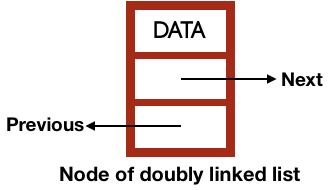 DATA
Next
Previous
Node of doubly linked list